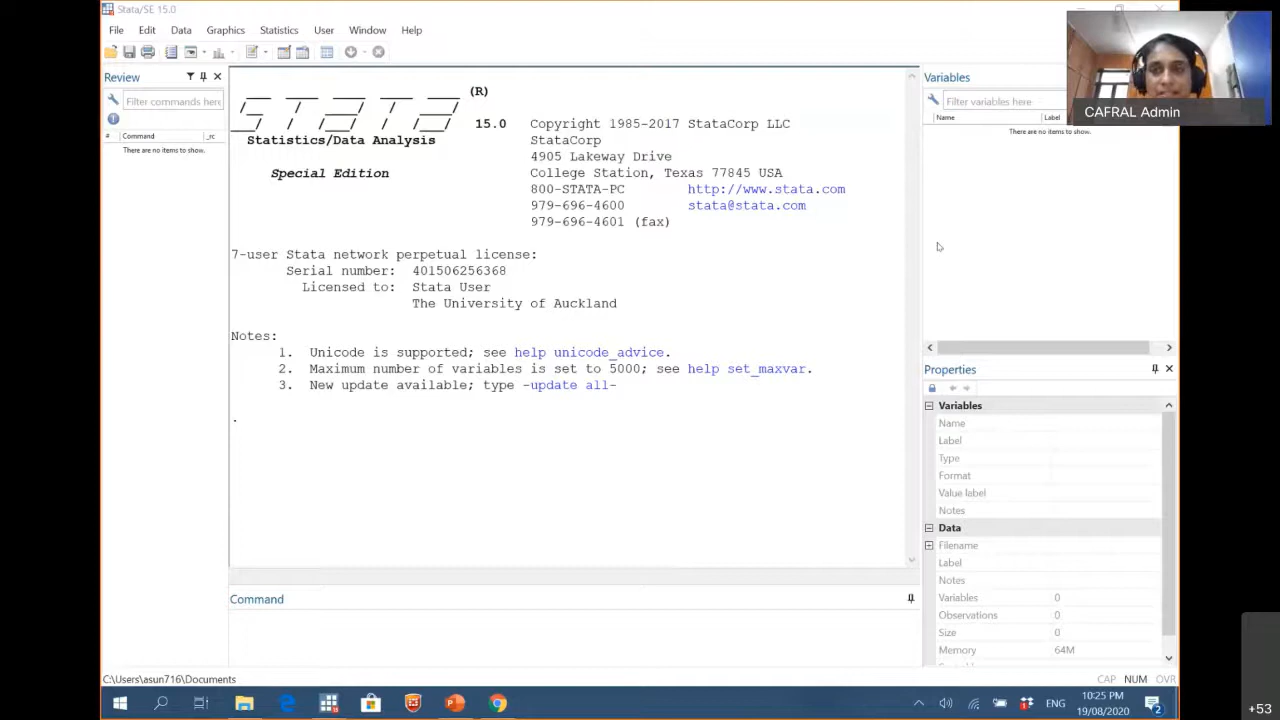 Stata/SE 15.0
File Edit Data Graphics Statistics User Window Help
Review
Filter commands here
# Command _rc
There are no items to show.
(R)
15.0 Copyright 1985-2017 StataCorp LLC
Statistics/Data Analysis StataCorp
4905 Lakeway Drive
Special Edition College Station, Texas 77845 USA
800-STATA-PC http://www.stata.com
979-696-4600 stata@stata.com
979-696-4601 (fax)
7-user Stata network perpetual license:
Serial number: 401506256368
Licensed to: Stata User
The University of Auckland
Notes:
1. Unicode is supported; see help unicode_advice.
2. Maximum number of variables is set to 5000; see help set_maxvar.
3. New update available; type -update all-
.
Command
Variables
Filter variables here
Name Label
There are no items to show.
CAFRAL Admin
Properties
Variables
Name
Label
Type
Format
Value label
Notes
Data
Filename
Label
Notes
Variables 0
Observations 0
Size 0
Memory 64M
C:\Users\asun716\Documents
CAP NUM OVR
ENG
10:25 PM
19/08/2020
2
+53